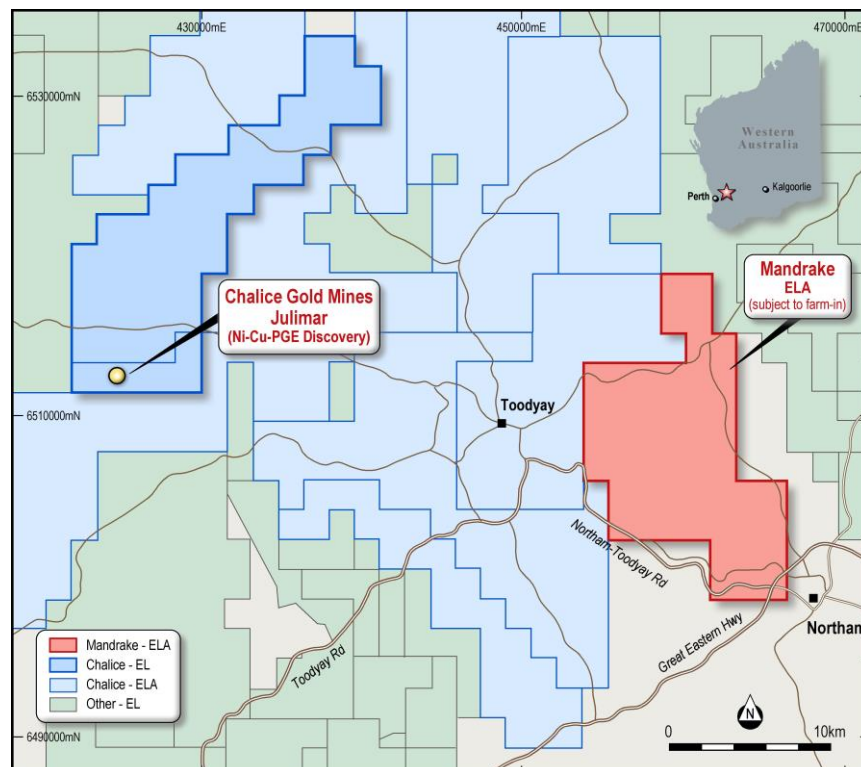 430000mE
450000mE
470000mE
6530000mN
Western
Australia
Perth
Kalgoorlie
Mandrake
ELA
(subject to farm-in)
Chalice Gold Mines
Julimar
(Ni-Cu-PGE Discovery)
6510000mN
Toodyay
Northam-Toodyay Rd
Northam
Great Eastern Hwy
Toodyay Rd
Mandrake - ELA
Chalice - EL
Chalice - ELA
Other - EL
N
0
10km
6490000mN